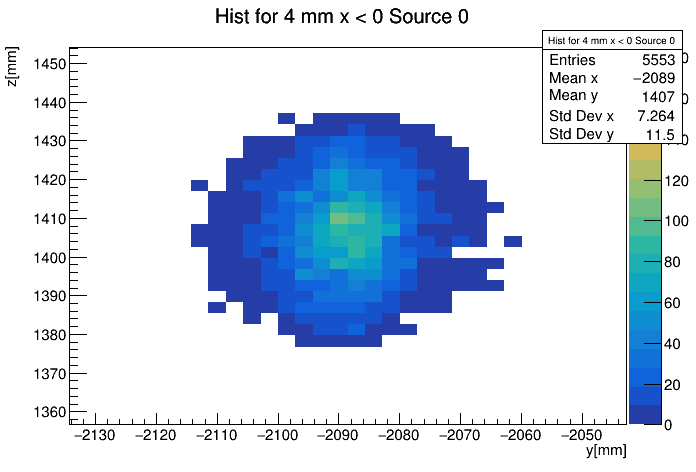 Hist for 4 mm x < 0 Source 0
Hist for 4 mm x < 0 Source 0
Entries 5553
Mean x −2089
Mean y 1407
Std Dev x 7.264
Std Dev y 11.5
z[mm]
1450
1440
1430
1420
1410
1400
1390
1380
1370
1360
−2130 −2120 −2110 −2100 −2090 −2080 −2070 −2060 −2050
y[mm]
120
100
80
60
40
20
0